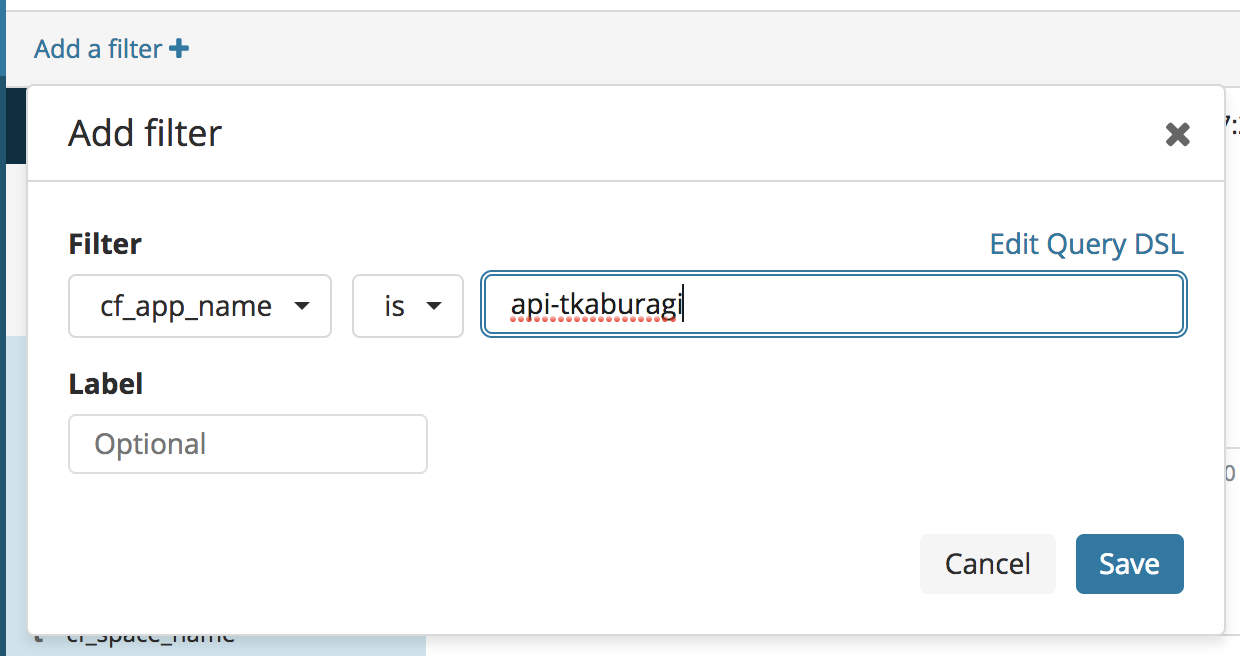 Add a filter
Add filter
Filter
Edit Query DSL
cf_app_name
is
api-tkaburagi
Label
Optional
Cancel
Save
cf_space_name